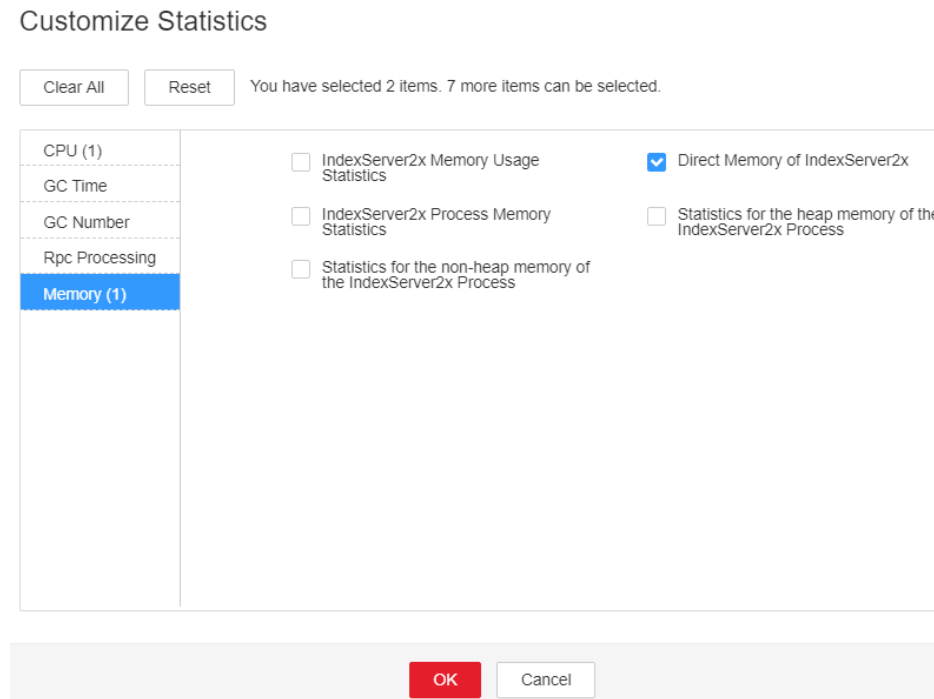 Customize Statistics
Clear All
Reset
You have selected 2 items. 7 more items can be selected.
CPU (1)
GC Time
GC Number
Rpc Processing
Memory (1)
IndexServer2x Memory Usage
Statistics
Direct Memory of IndexServer2x
IndexServer2x Process Memory
Statistics
Statistics for the heap memory of the
IndexServer2x Process
Statistics for the non-heap memory of
the IndexServer2x Process
OK
Cancel